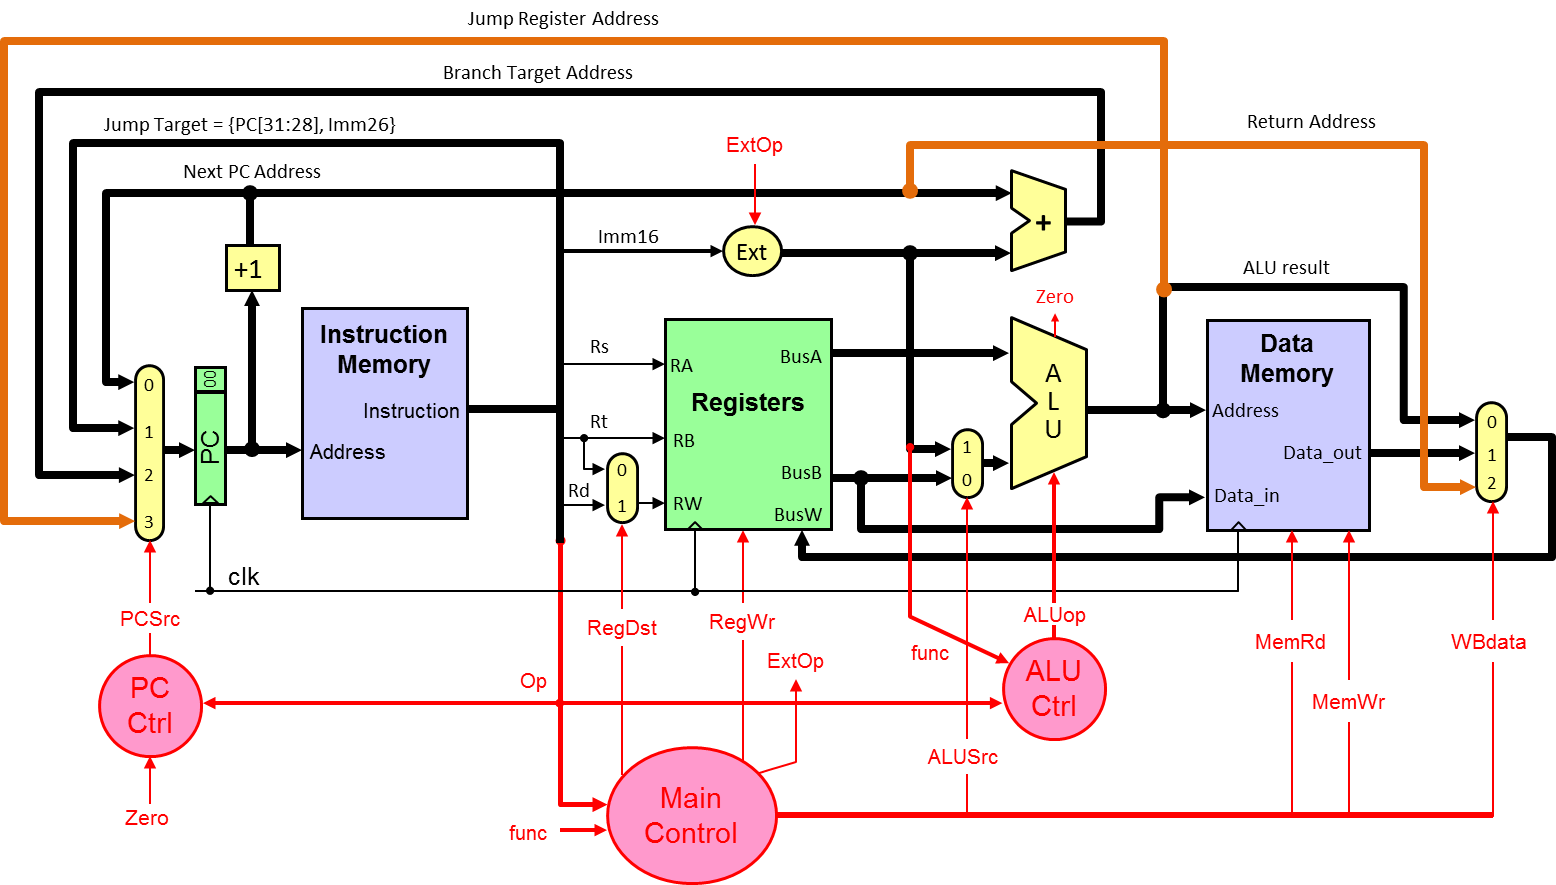 Jump Register Address
Branch Target Address
Jump Target = {PC[31:28], Imm26}
Return Address
ExtOp
Next PC Address
+
Imm16
Ext
+1
ALU result
Zero
Instruction
Memory
Instruction
Address
Rs
Rt
Rd
RA
RB
RW
BusA
Registers
BusB
BusW
A
L
U
Data
Memory
Address
Data_out
Data_in
0
1
2
3
00
PC
0
1
1
0
0
1
2
clk
PCSrc
RegDst
RegWr
ALUop
func
MemRd
WBdata
ExtOp
Op
PC
Ctrl
ALU
Ctrl
MemWr
ALUSrc
Zero
Main
Control
func